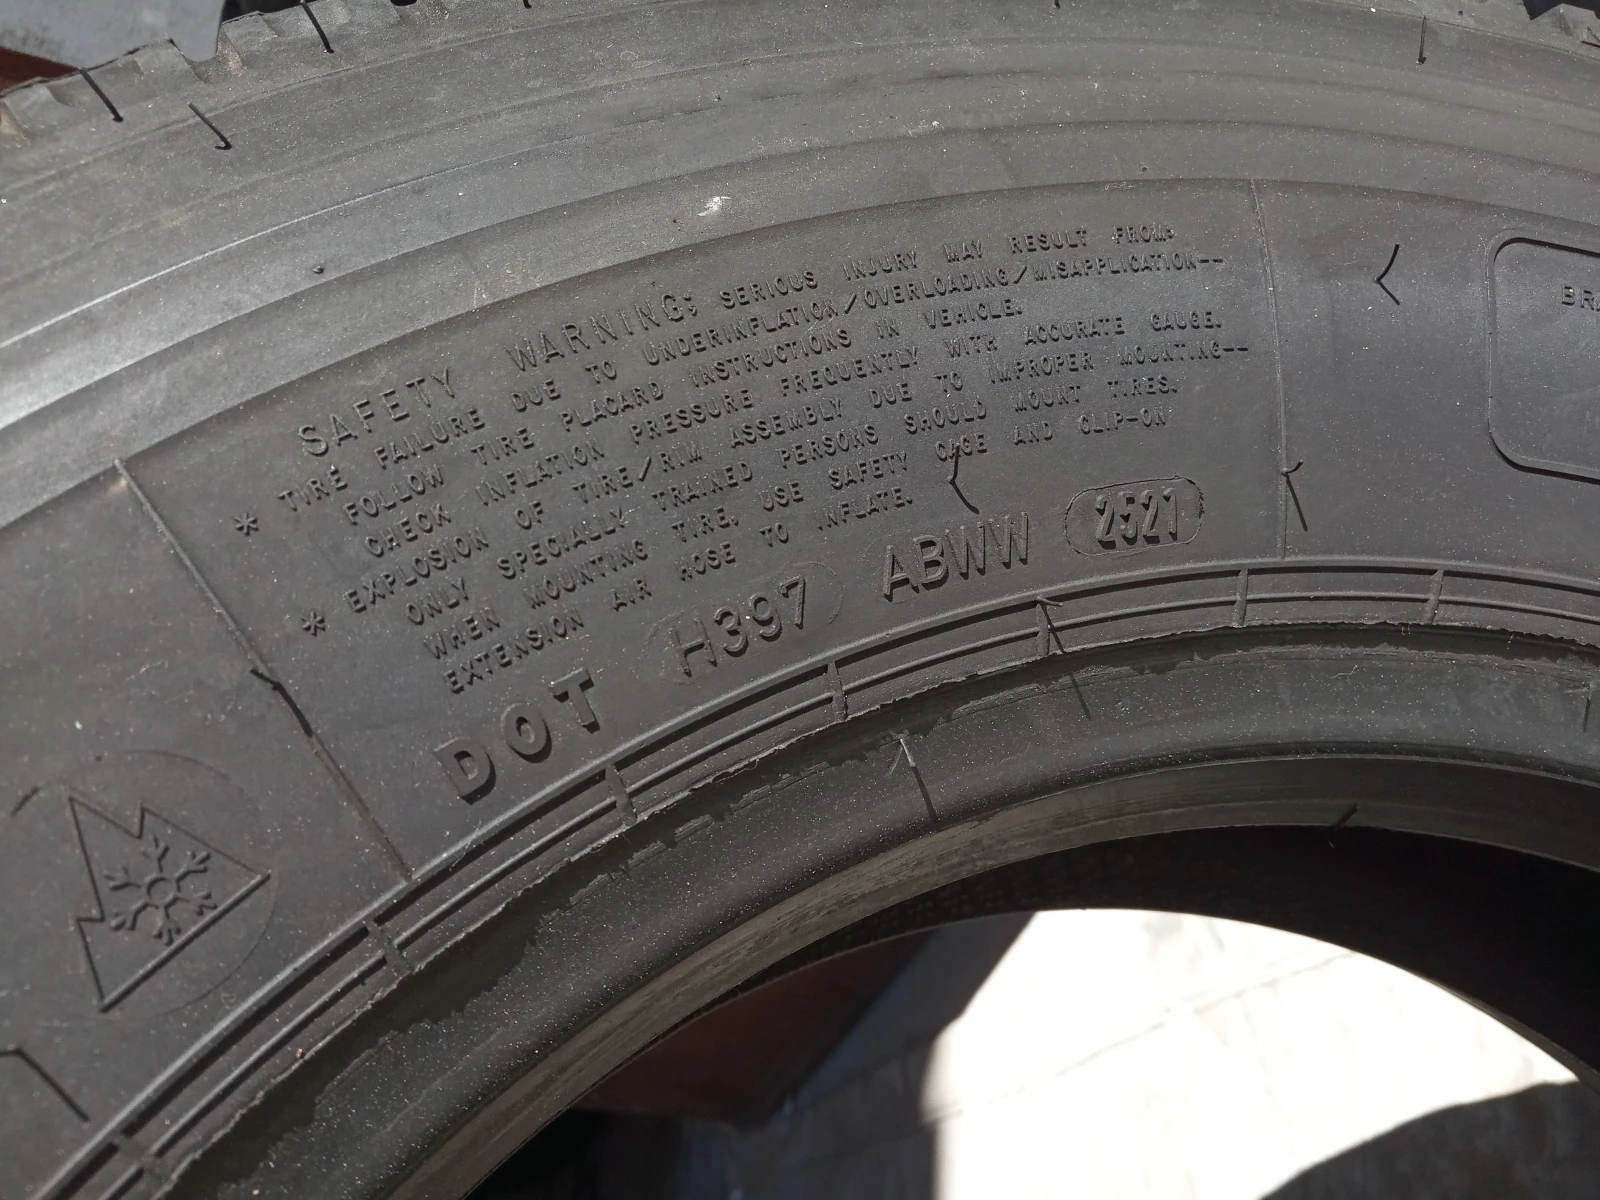 SAFETY WARNING: SERIOUS INJURY MAY RESULT FROM:
* TIRE FAILURE DUE TO UNDERINFLATION/OVERLOADING/MISAPPLICATION--
FOLLOW TIRE PLACARD INSTRUCTIONS IN VEHICLE.
CHECK INFLATION PRESSURE FREQUENTLY WITH ACCURATE GAUGE.
* EXPLOSION OF TIRE/RIM ASSEMBLY DUE TO IMPROPER MOUNTING--
ONLY SPECIALLY TRAINED PERSONS SHOULD MOUNT TIRES.
WHEN MOUNTING TIRE, USE SAFETY CAGE AND CLIP-ON
EXTENSION AIR HOSE TO INFLATE.
DOT H397 ABWW 2521